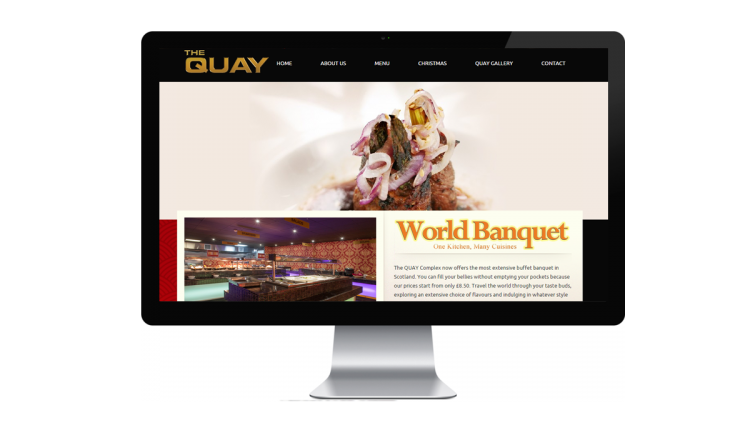 THE
QUAY
HOME ABOUT US MENU CHRISTMAS QUAY GALLERY CONTACT
World Banquet
One Kitchen, Many Cuisines
The QUAY Complex now offers the most extensive buffet banquet in
Scotland. You can fill your bellies without emptying your pockets because
our prices start from only £6.50. Travel the world through your taste buds,
exploring an extensive choice of flavours and indulging in whatever style